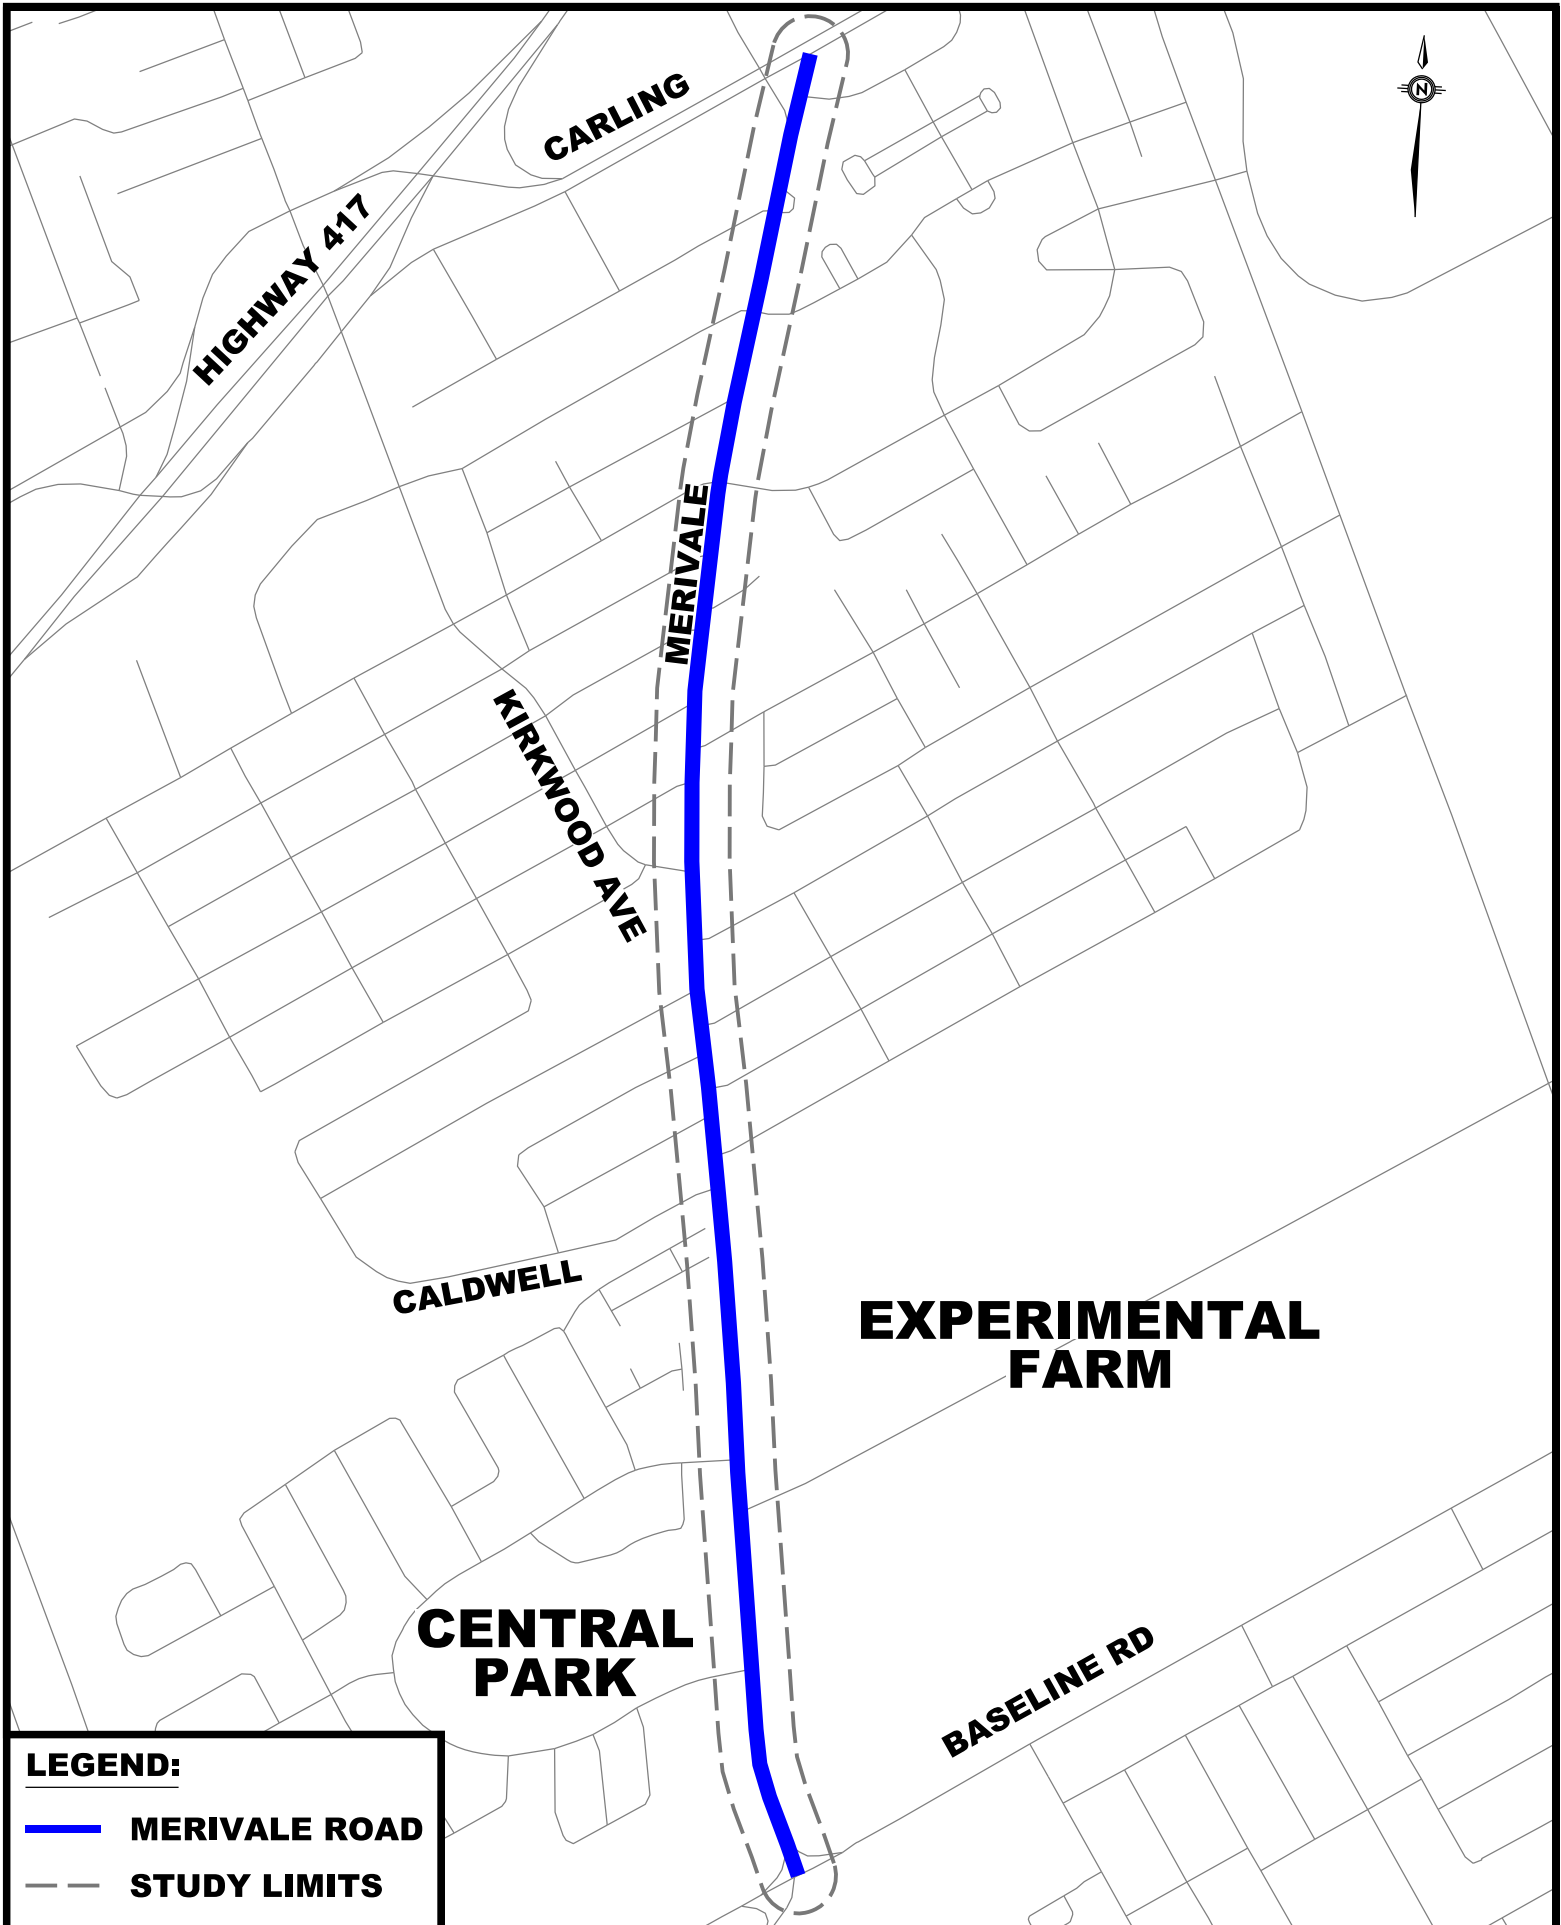 CARLING
N
HIGHWAY 417
MERIVALE
KIRKWOOD AVE
CALDWELL
EXPERIMENTAL
FARM
CENTRAL
PARK
BASELINE RD
LEGEND:
MERIVALE ROAD
STUDY LIMITS